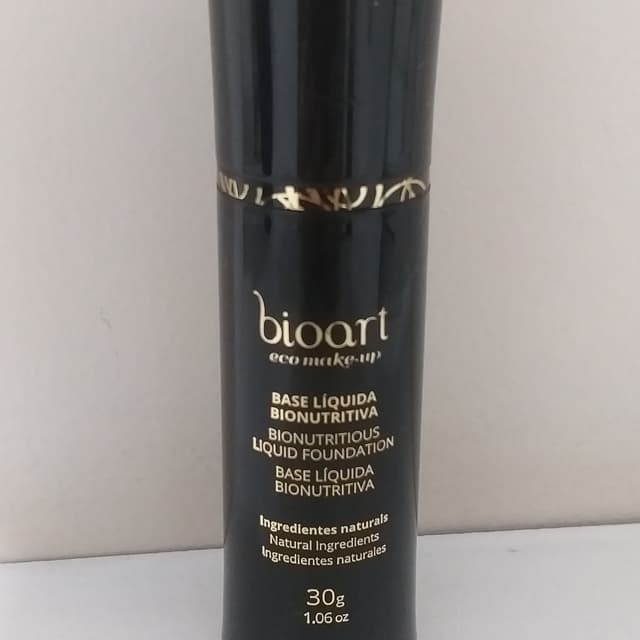 bioart
eco make-up
BASE LÍQUIDA
BIONUTRITIVA
BIONUTRITIOUS
LIQUID FOUNDATION
BASE LÍQUIDA
BIONUTRITIVA
Ingredientes naturais
Natural Ingredients
Ingredientes naturales
30g
1.06 oz